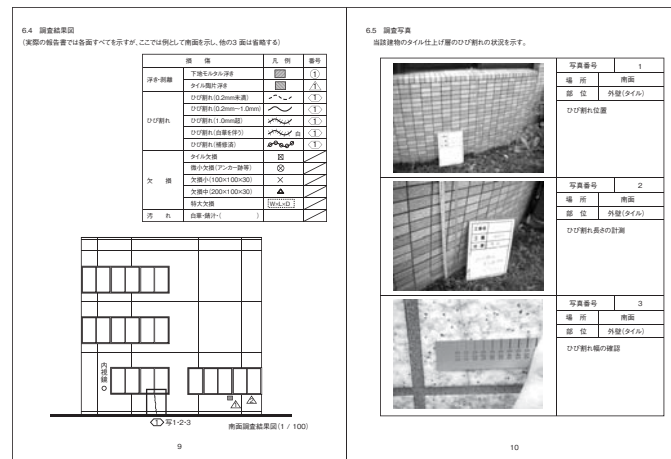 6.4 調査結果図
(実際の報告書では各面すべてを示すが、ここでは例として南面を示し、他の3 面は省略する)
損 傷 凡 例 番号
浮き・剥離 下地モルタル浮き ①
タイル陶片浮き
ひび割れ ひび割れ(0.2mm未満) ①
ひび割れ(0.2mm〜1.0mm) ①
ひび割れ(1.0mm超) ①
ひび割れ(白華を伴う) 白 ①
ひび割れ(補修済) ①
欠 損 タイル欠損
微小欠損(アンカー跡等)
欠損小(100×100×30)
欠損中(200×100×30)
特大欠損 W×L×D
汚 れ 白華・錆汁・( )
内視鏡
1 2
① 写1-2-3
南面調査結果図(1 / 100)
9
6.5 調査写真
当該建物のタイル仕上げ層のひび割れの状況を示す。
写真番号 1
場 所 南面
部 位 外壁(タイル)
ひび割れ位置
写真番号 2
場 所 南面
部 位 外壁(タイル)
ひび割れ長さの計測
写真番号 3
場 所 南面
部 位 外壁(タイル)
ひび割れ幅の確認
10